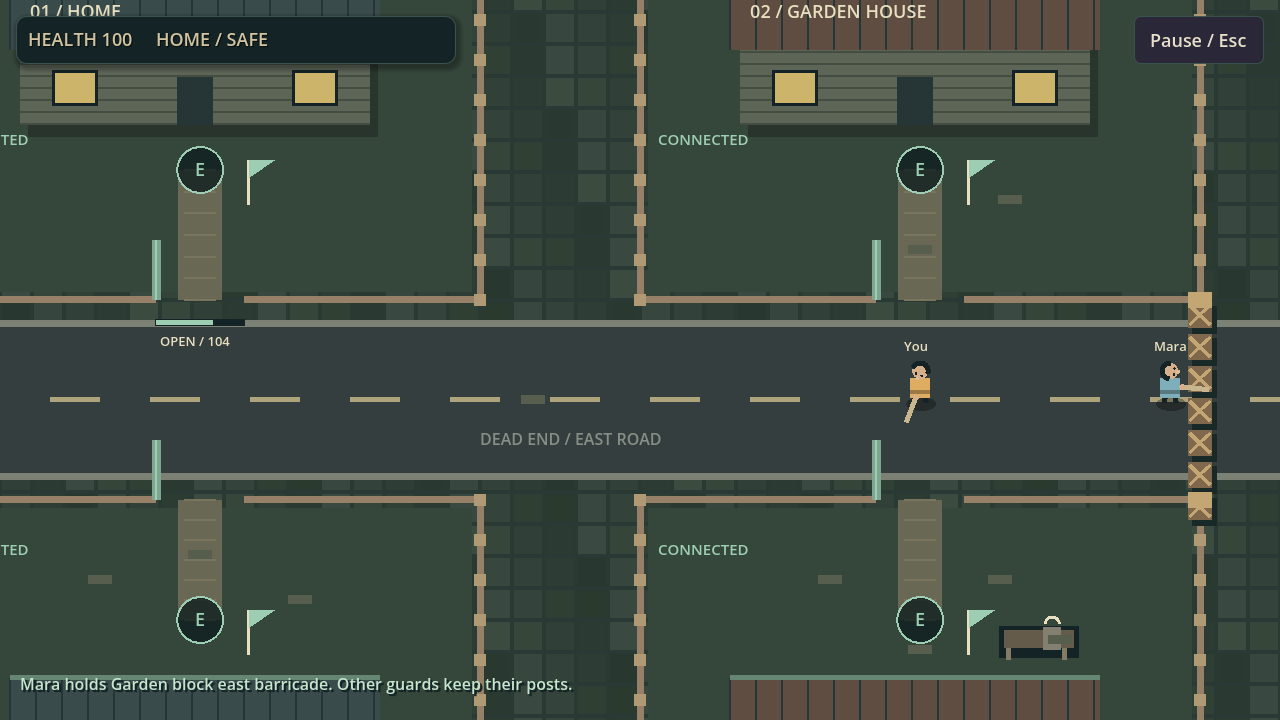 01 / HOME
02 / GARDEN HOUSE
HEALTH 100 HOME / SAFE
Pause / Esc
TED
CONNECTED
E
E
OPEN / 104
You
Mara
DEAD END / EAST ROAD
TED
CONNECTED
E
E
Mara holds Garden block east barricade. Other guards keep their posts.